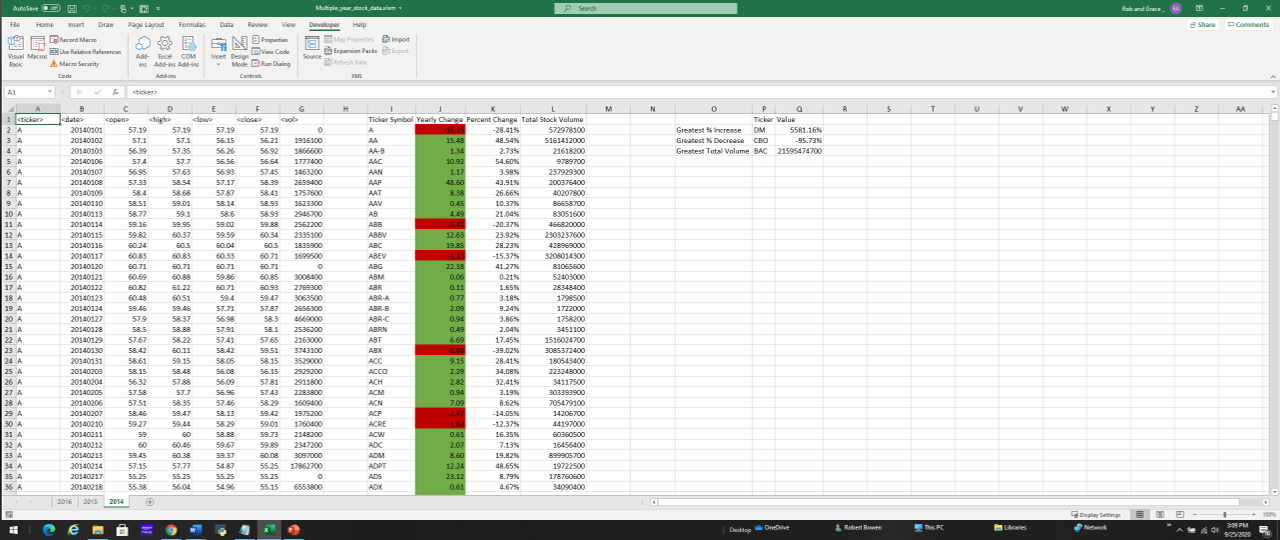 AutoSave Off Multiple_year_stock_data.xlsm Search Rob and Grace
File Home Insert Draw Page Layout Formulas Data Review View Developer Help Share Comments
Visual Basic Macros Record Macro Use Relative References Macro Security Add-ins Excel Add-ins COM Add-ins Insert Design Mode Properties View Code Run Dialog Source Map Properties Expansion Packs Refresh Data Import Export
Code Add-ins Controls XML
A1 fx <ticker>
A B C D E F G H I J K L M N O P Q R S T U V W X Y Z AA
1 <ticker> <date> <open> <high> <low> <close> <vol> Ticker Symbol Yearly Change Percent Change Total Stock Volume Ticker Value
2 A 20140101 57.19 57.19 57.19 57.19 0 A -28.41% 572978100 Greatest % Increase DM 5581.16%
3 A 20140102 57.1 57.1 56.15 56.21 1916100 AA 15.48 48.54% 5161412000 Greatest % Decrease CBO -95.73%
4 A 20140103 56.39 57.35 56.26 56.92 1866600 AA-B 1.34 2.73% 21618200 Greatest Total Volume BAC 21595474700
5 A 20140106 57.4 57.7 56.56 56.64 1777400 AAC 10.92 54.60% 9789700
6 A 20140107 56.95 57.63 56.93 57.45 1463200 AAN 1.17 3.98% 237929300
7 A 20140108 57.33 58.54 57.17 58.39 2659400 AAP 48.60 43.91% 200376400
8 A 20140109 58.4 58.68 57.87 58.41 1757600 AAT 8.38 26.66% 40207800
9 A 20140110 58.51 59.01 58.14 58.93 1623300 AAV 0.45 10.37% 86658700
10 A 20140113 58.77 59.1 58.6 58.93 2946700 AB 4.49 21.04% 83051600
11 A 20140114 59.16 59.95 59.02 59.88 2562200 ABB -20.37% 466820000
12 A 20140115 59.82 60.37 59.59 60.34 2335100 ABBV 12.63 23.92% 2303237600
13 A 20140116 60.24 60.5 60.04 60.5 1835900 ABC 19.85 28.23% 428969000
14 A 20140117 60.83 60.83 60.33 60.71 1699500 ABEV -15.37% 3208014300
15 A 20140120 60.71 60.71 60.71 60.71 0 ABG 22.18 41.27% 81065600
16 A 20140121 60.69 60.88 59.86 60.85 3008400 ABM 0.06 0.21% 52403000
17 A 20140122 60.82 61.22 60.71 60.93 2769300 ABR 0.11 1.65% 28348400
18 A 20140123 60.48 60.51 59.4 59.47 3063500 ABR-A 0.77 3.18% 1798500
19 A 20140124 59.46 59.46 57.71 57.87 2656300 ABR-B 2.09 9.24% 1722000
20 A 20140127 57.9 58.37 56.98 58.3 4669000 ABR-C 0.94 3.86% 1758200
21 A 20140128 58.5 58.88 57.91 58.1 2536200 ABRN 0.49 2.04% 3451100
22 A 20140129 57.67 58.22 57.41 57.65 2163000 ABT 6.69 17.45% 1516024700
23 A 20140130 58.42 60.11 58.42 59.51 3743100 ABX -39.02% 3085372400
24 A 20140131 58.61 59.15 58.05 58.15 3529000 ACC 9.15 28.41% 180543400
25 A 20140203 58.15 58.48 56.08 56.15 2929200 ACCO 2.29 34.08% 223248000
26 A 20140204 56.32 57.88 56.09 57.81 2911800 ACH 2.82 32.41% 34117500
27 A 20140205 57.58 57.7 56.96 57.43 2283800 ACM 0.94 3.19% 303393900
28 A 20140206 57.51 58.35 57.46 58.29 1609400 ACN 7.09 8.62% 705479100
29 A 20140207 58.46 59.47 58.13 59.42 1975200 ACP -14.05% 14206700
30 A 20140210 59.27 59.44 58.29 59.01 1760400 ACRE -12.37% 44197000
31 A 20140211 59 60 58.88 59.73 2148200 ACW 0.61 16.35% 60360500
32 A 20140212 60 60.46 59.67 59.89 2347200 ADC 2.07 7.13% 16456400
33 A 20140213 59.45 60.38 59.37 60.08 3097000 ADM 8.60 19.82% 899905700
34 A 20140214 57.15 57.77 54.87 55.25 17862700 ADPT 12.24 48.65% 19722500
35 A 20140217 55.25 55.25 55.25 55.25 0 ADS 23.12 8.79% 178760600
36 A 20140218 55.38 56.04 54.96 55.15 6553800 ADX 0.61 4.67% 34090400
2016 2015 2014
Display Settings 100%
Desktop OneDrive Robert Bowen This PC Libraries Network 3:09 PM
9/25/2020